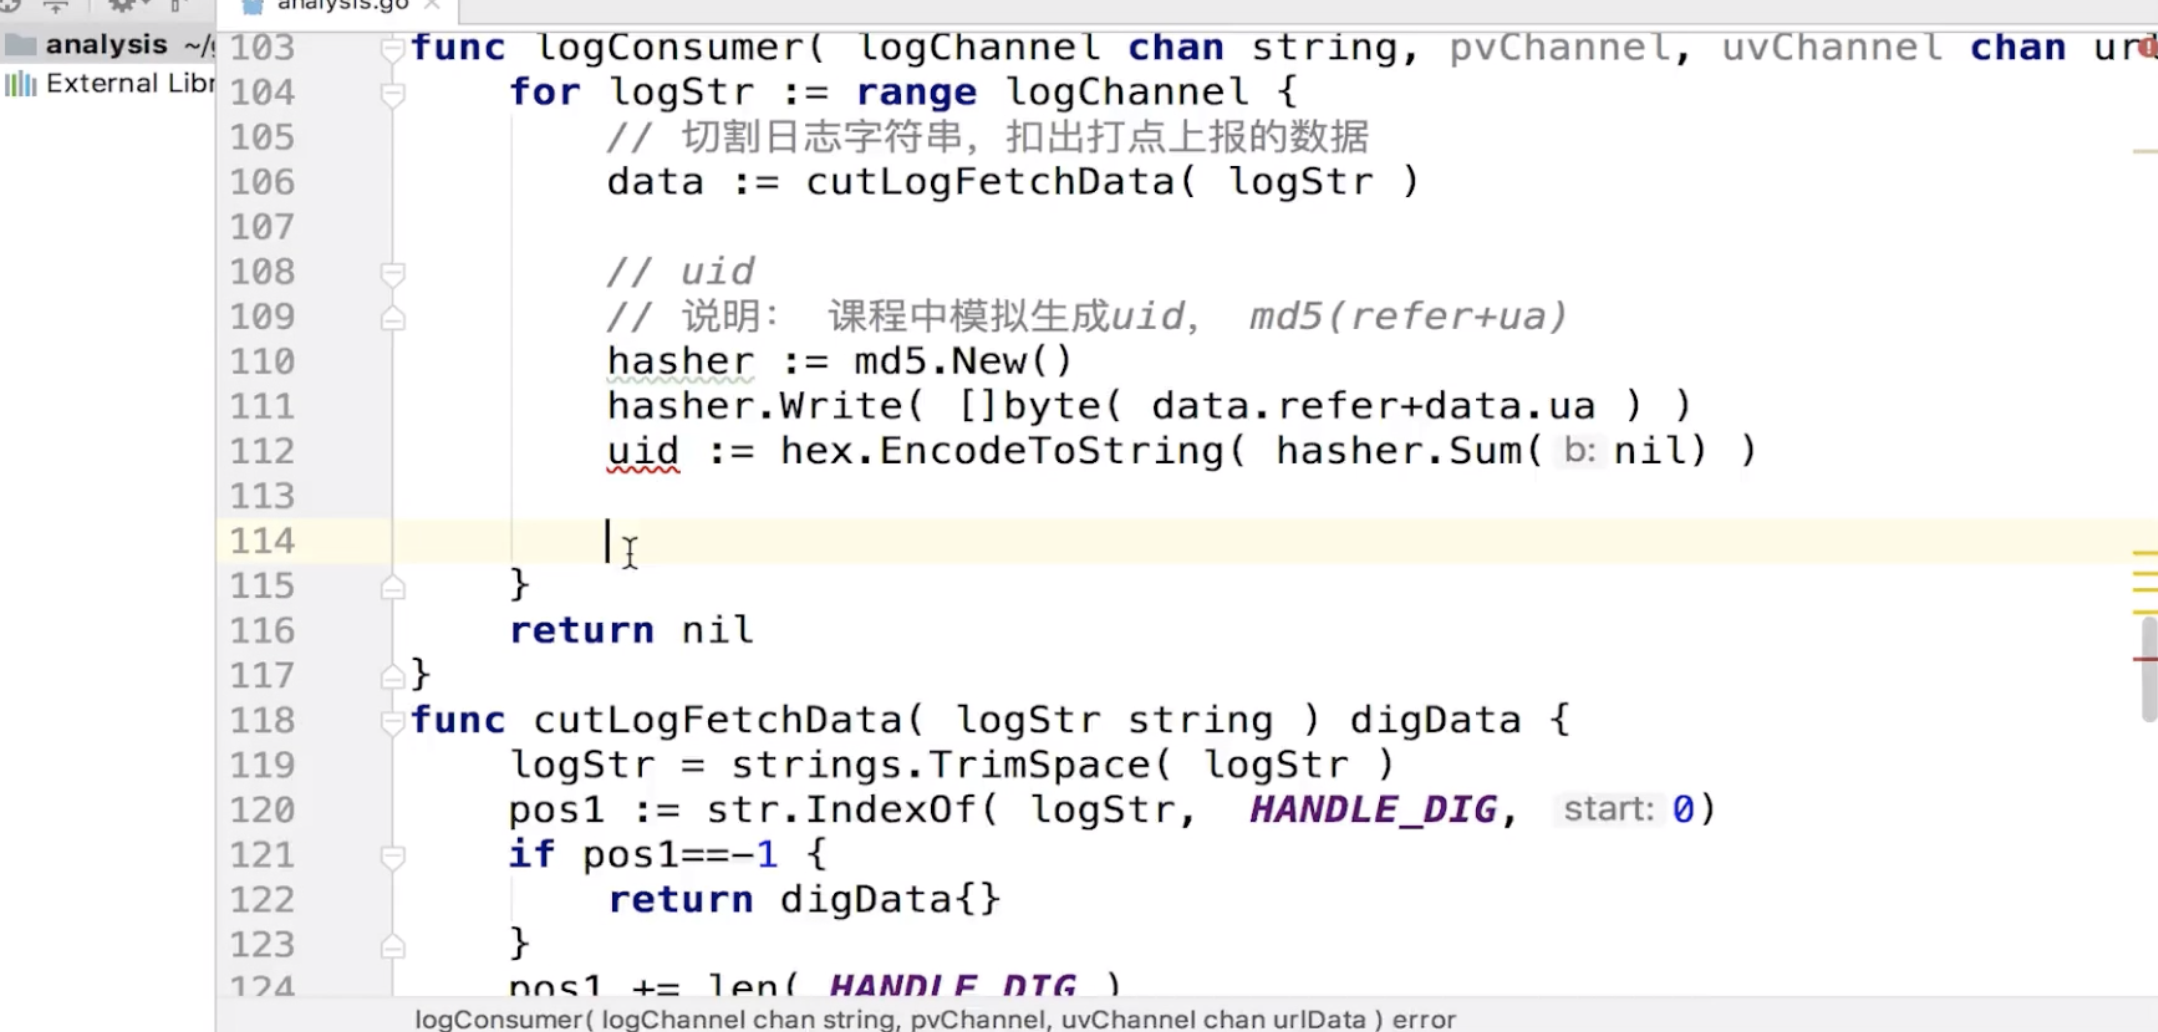 analysis.go
analysis ~/
External Libr
103 func logConsumer( logChannel chan string, pvChannel, uvChannel chan url
104 for logStr := range logChannel {
105 // 切割日志字符串，扣出打点上报的数据
106 data := cutLogFetchData( logStr )
107
108 // uid
109 // 说明： 课程中模拟生成uid， md5(refer+ua)
110 hasher := md5.New()
111 hasher.Write( []byte( data.refer+data.ua ) )
112 uid := hex.EncodeToString( hasher.Sum( b: nil) )
113
114
115 }
116 return nil
117 }
118 func cutLogFetchData( logStr string ) digData {
119 logStr = strings.TrimSpace( logStr )
120 pos1 := str.IndexOf( logStr, HANDLE_DIG, start: 0)
121 if pos1==-1 {
122 return digData{}
123 }
124 pos1 += len( HANDLE_DIG )
logConsumer( logChannel chan string, pvChannel, uvChannel chan urlData ) error